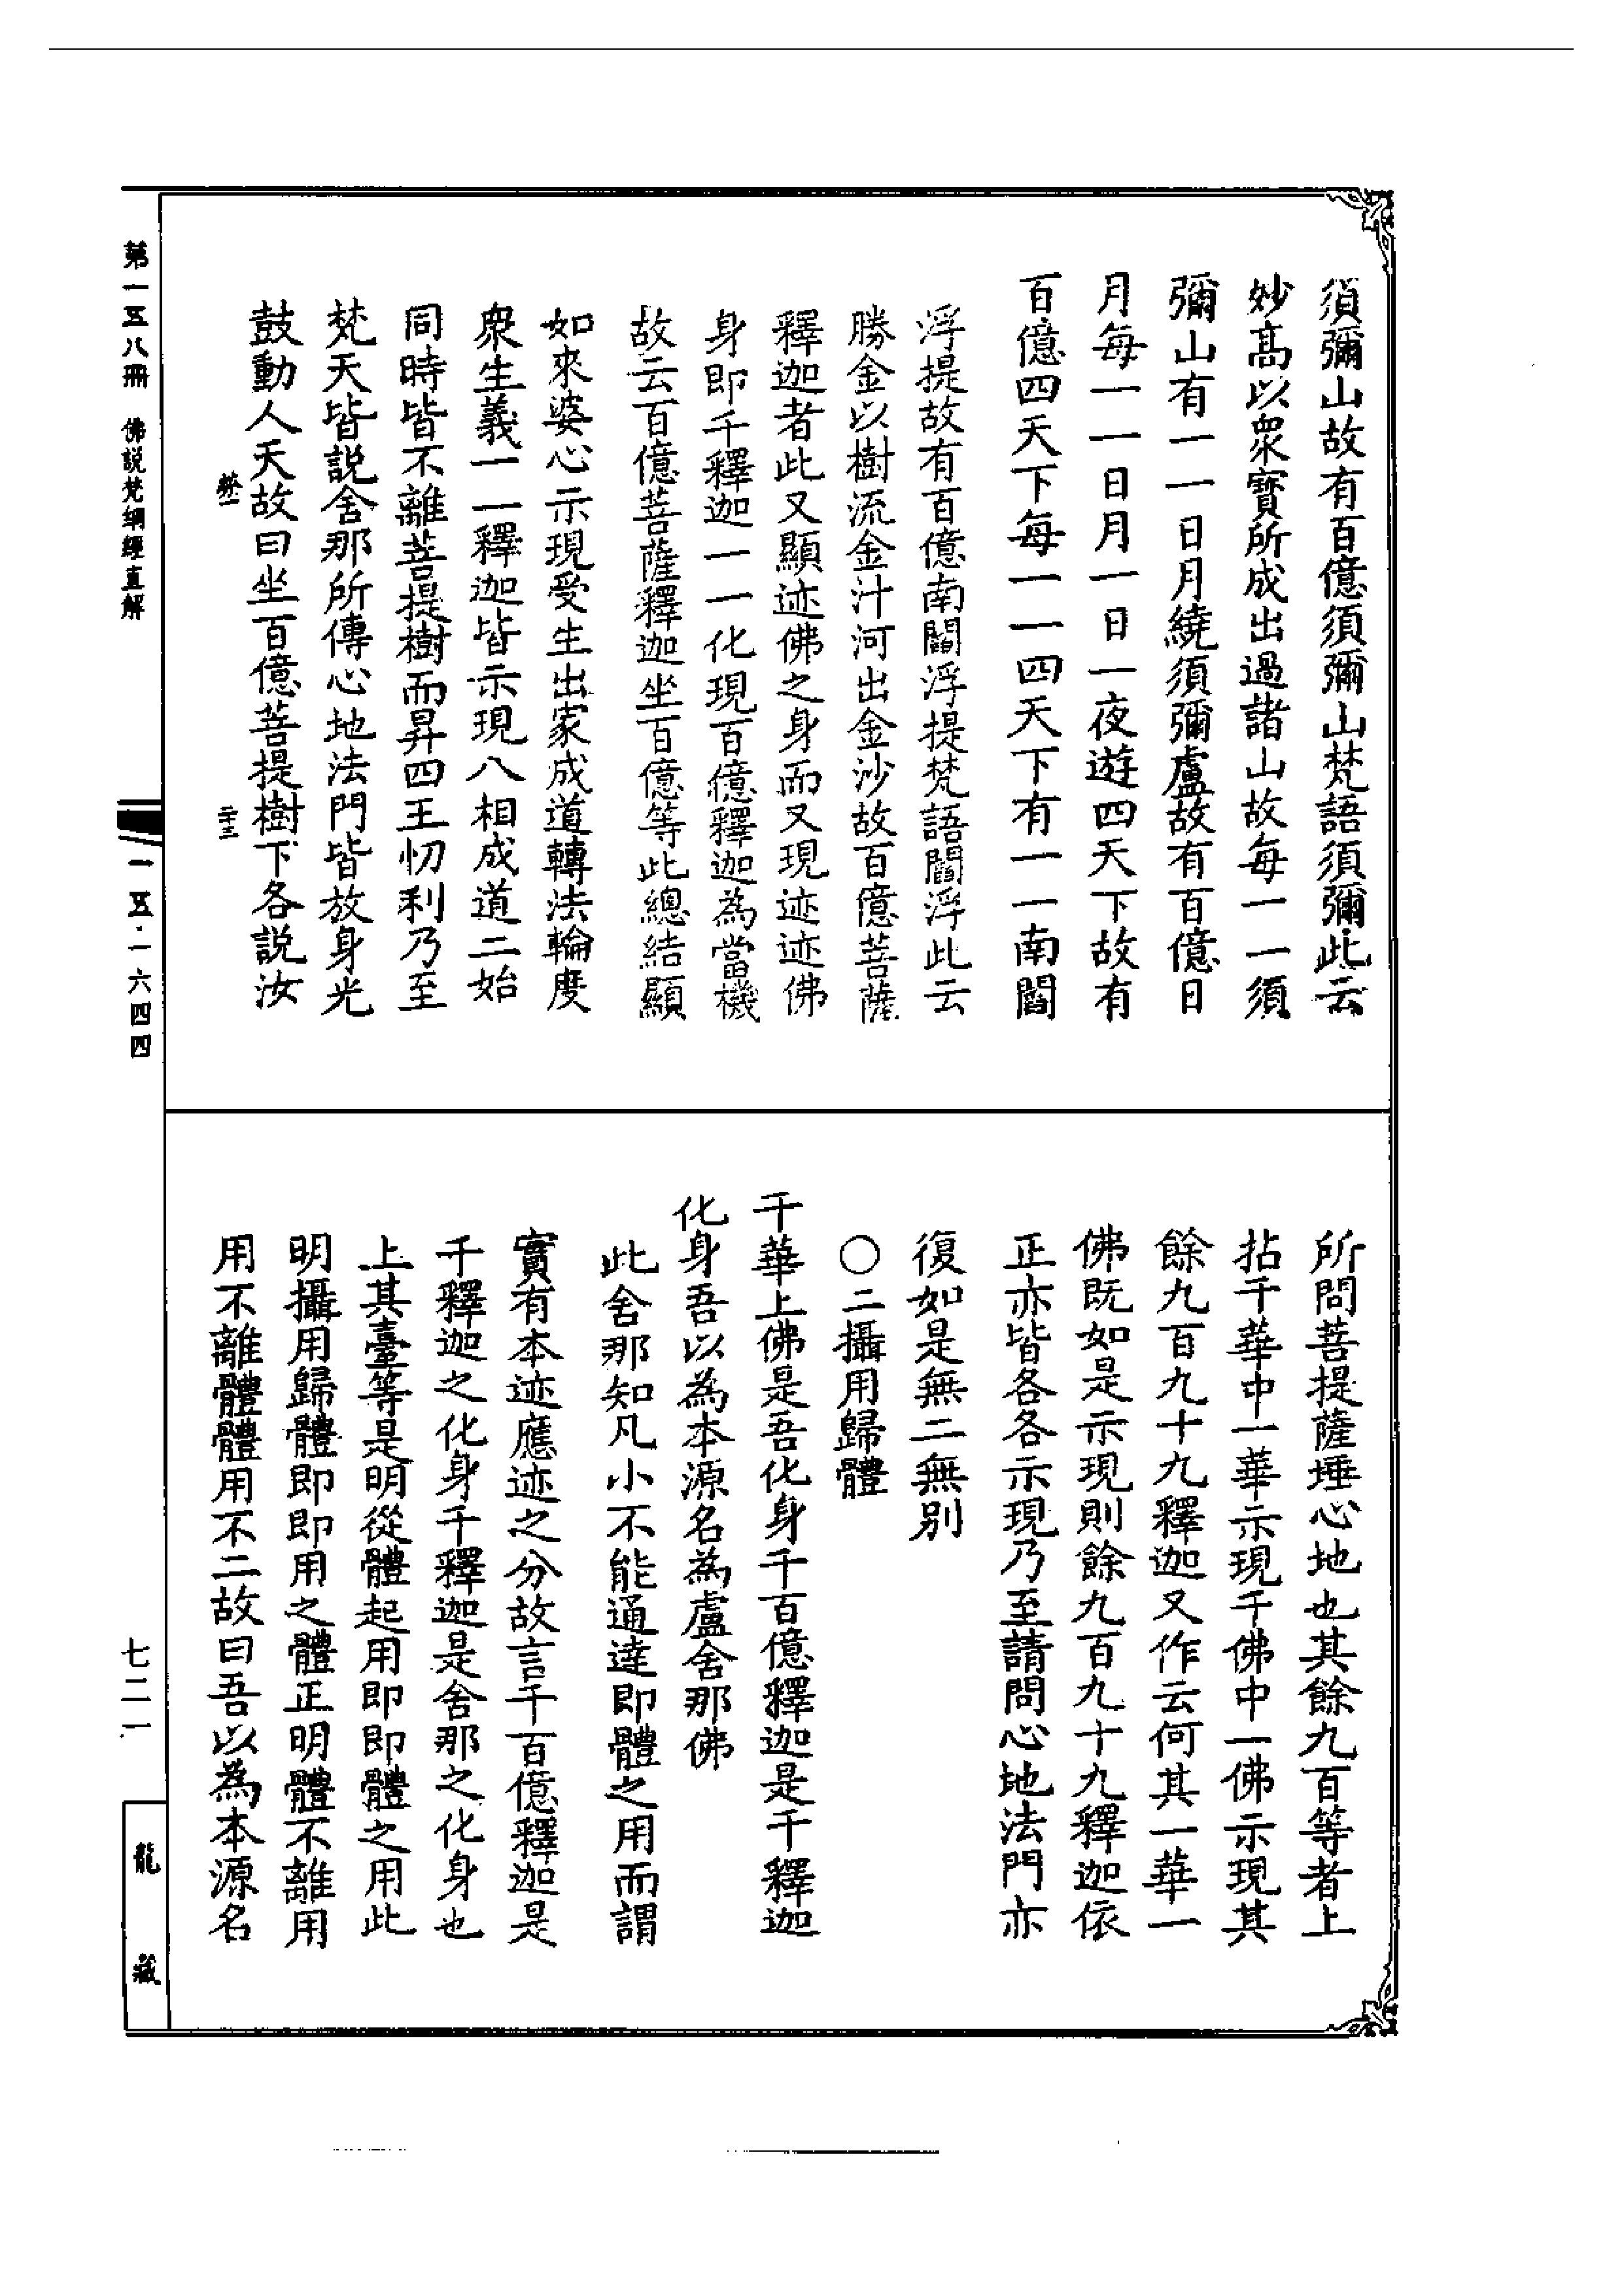 須彌山故有百億須彌山梵語須彌此云
妙高以衆寳所成出過諸山故每一一須
彌山有一一日月繞須彌盧故有百億日
月每一一日月一日一夜遊四天下故有
百億四天下每一一四天下有一一南閻
浮提故有百億南閻浮提梵語閻浮此云
勝金以樹流金汁河出金沙故百億菩薩
釋迦者此又顯迹佛之身而又現迹迹佛
身即千釋迦一一化現百億釋迦為當機
故云百億菩薩釋迦坐百億等此總結顯
如來婆心示現受生出家成道轉法輪度
衆生義一一釋迦皆示現八相成道二始
同時皆不離菩提樹而昇四王忉利乃至
梵天皆說舍那所傳心地法門皆放身光
鼓動人天故曰坐百億菩提樹下各說汝
所問菩提薩埵心地也其餘九百等者上
拈千華中一華示現千佛中一佛示現其
餘九百九十九釋迦又作云何其一華一
佛既如是示現則餘九百九十九釋迦依
正亦皆各各示現乃至請問心地法門亦
復如是無二無别
○二攝用歸體
千華上佛是吾化身千百億釋迦是千釋迦
化身吾以為本源名為盧舍那佛
此舍那知凡小不能通達即體之用而謂
實有本迹應迹之分故言千百億釋迦是
千釋迦之化身千釋迦是舍那之化身也
上其臺等是明從體起用即即體之用此
明攝用歸體即即用之體正明體不離用
用不離體體用不二故曰吾以為本源名
第一五八冊 佛説梵網經直解
一五·一六四四
七二一
龍藏
二十三